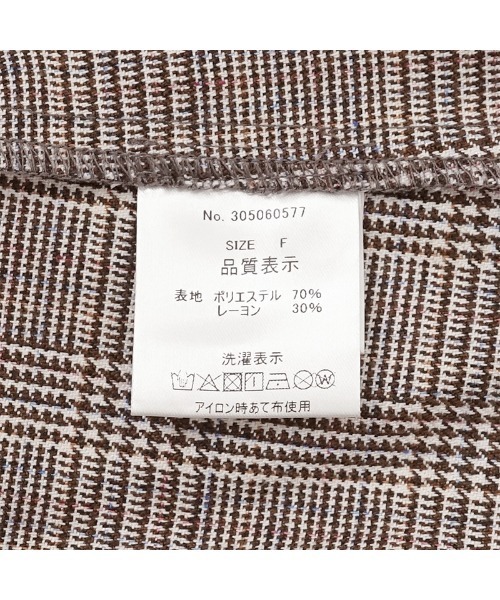 No. 305060577
SIZE F
品質表示
表地 ポリエステル 70%
レーヨン 30%
洗濯表示
アイロン時あて布使用